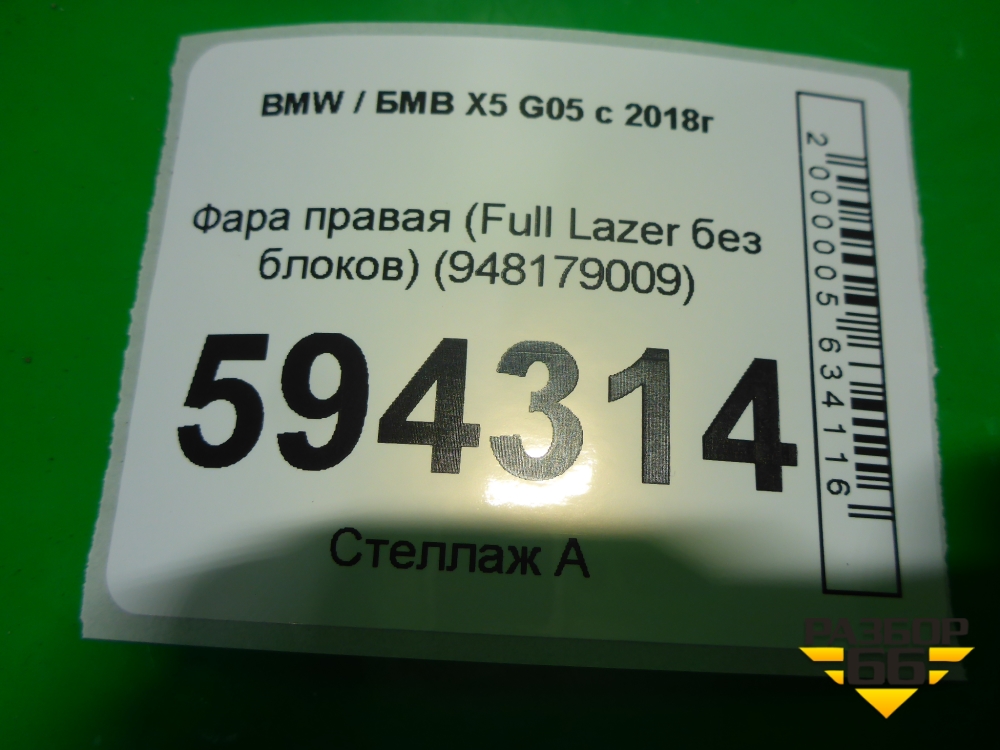 BMW / БМВ X5 G05 с 2018г
Фара правая (Full Lazer без
блоков) (948179009)
594314
Стеллаж А
2000005634116
РАЗБОР
66